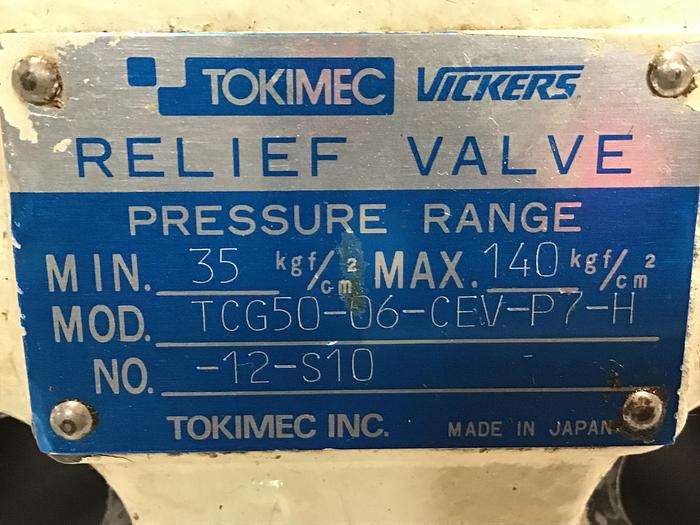 TOKIMEC VICKERS
RELIEF VALVE
PRESSURE RANGE
MIN. 35 kgf/cm² MAX. 140 kgf/cm²
MOD. TCG50-06-CEV-P7-H
NO. -12-S10
TOKIMEC INC. MADE IN JAPAN